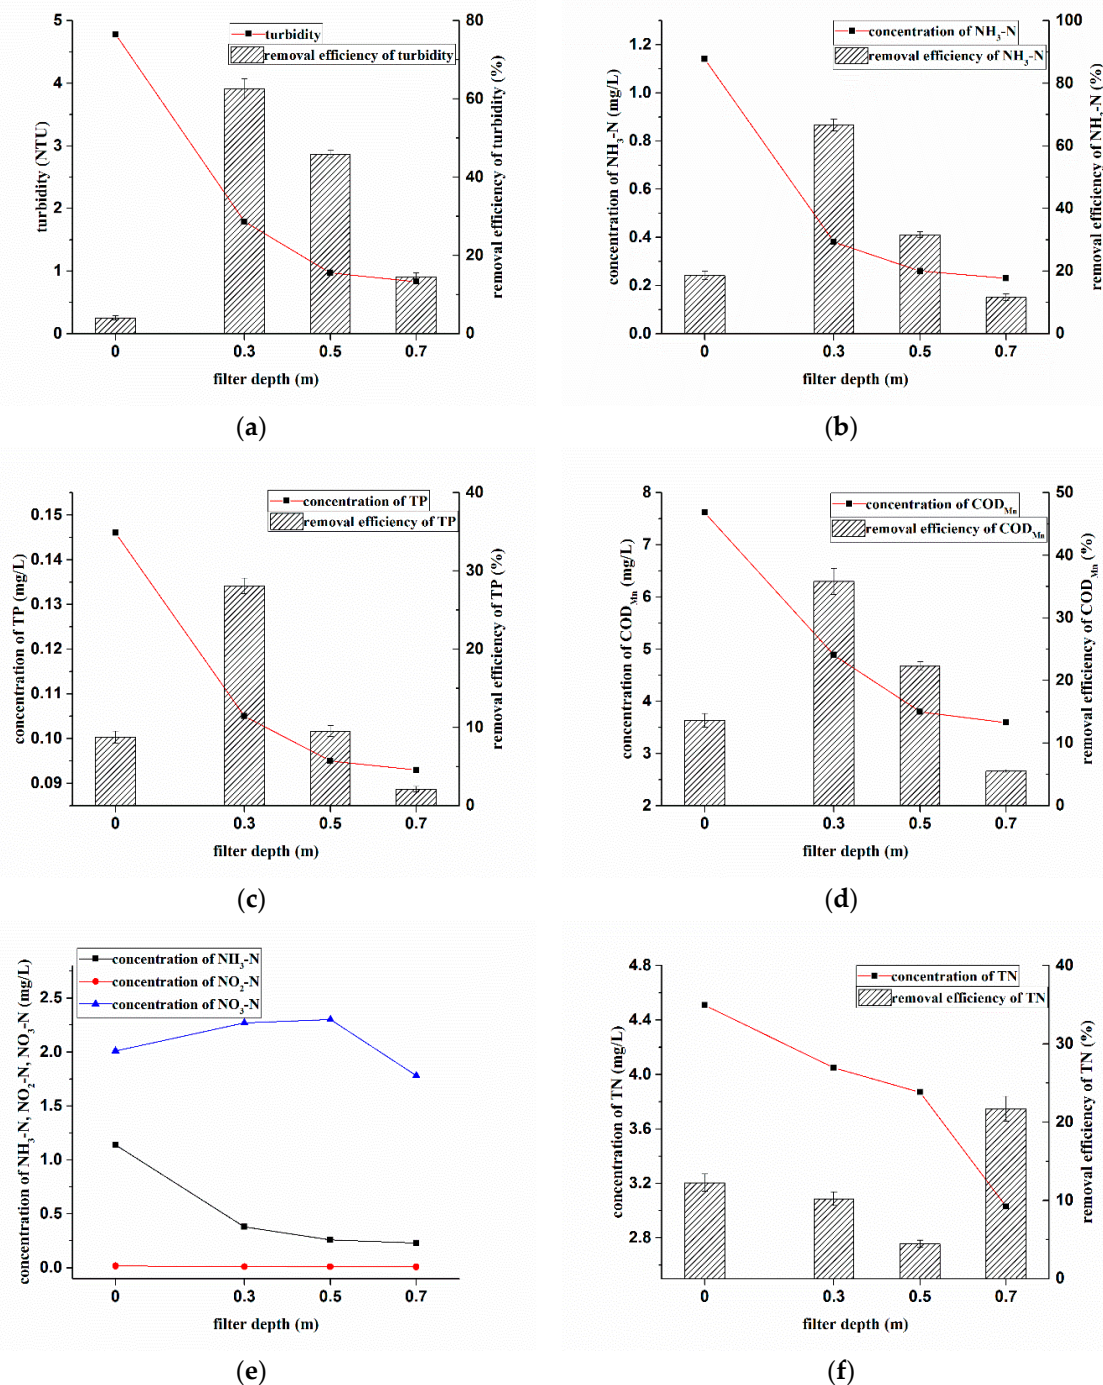 turbidity
removal efficiency of turbidity
turbidity (NTU)
5
4
3
2
1
0
removal efficiency of turbidity (%)
80
60
40
20
0
0 0.3 0.5 0.7
filter depth (m)
(a)
concentration of NH₃-N
removal efficiency of NH₃-N
concentration of NH₃-N (mg/L)
1.2
1.0
0.8
0.6
0.4
0.2
0.0
removal efficiency of NH₃-N (%)
100
80
60
40
20
0
0 0.3 0.5 0.7
filter depth (m)
(b)
concentration of TP
removal efficiency of TP
concentration of TP (mg/L)
0.15
0.14
0.13
0.12
0.11
0.10
0.09
removal efficiency of TP (%)
40
30
20
10
0
0 0.3 0.5 0.7
filter depth (m)
(c)
concentration of COD_Mn
removal efficiency of COD_Mn
concentration of COD_Mn (mg/L)
8
7
6
5
4
3
2
removal efficiency of COD_Mn (%)
50
40
30
20
10
0
0 0.3 0.5 0.7
filter depth (m)
(d)
concentration of NH₃-N
concentration of NO₂-N
concentration of NO₃-N
concentration of NH₃-N, NO₂-N, NO₃-N (mg/L)
2.5
2.0
1.5
1.0
0.5
0.0
0 0.3 0.5 0.7
filter depth (m)
(e)
concentration of TN
removal efficiency of TN
concentration of TN (mg/L)
4.8
4.4
4.0
3.6
3.2
2.8
removal efficiency of TN (%)
40
30
20
10
0
0 0.3 0.5 0.7
filter depth (m)
(f)